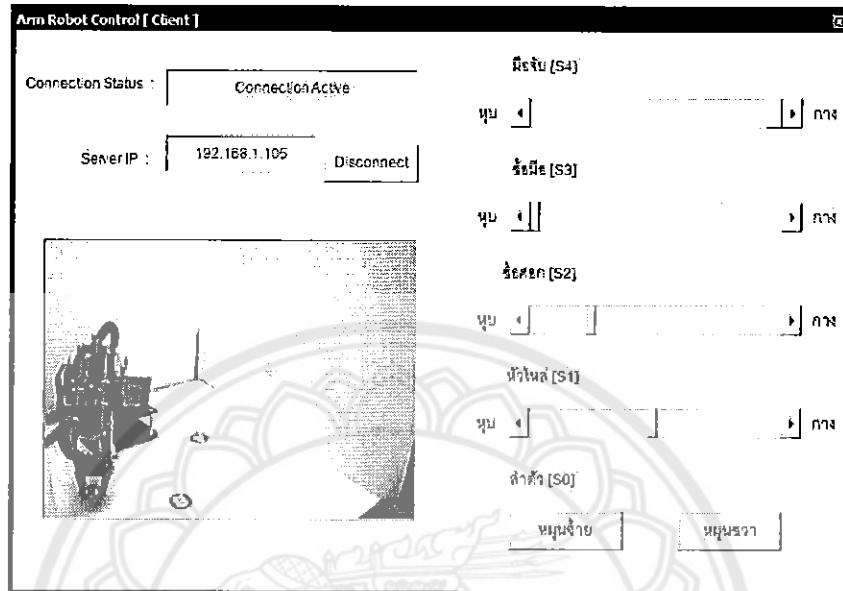 Arm Robot Control [ Client ]
Connection Status :
Connection Active
Server IP :
192.168.1.105
Disconnect
มือจับ [S4]
หุบ
กาง
ข้อมือ [S3]
หุบ
กาง
ข้อศอก [S2]
หุบ
กาง
หัวไหล่ [S1]
หุบ
กาง
ลำตัว [S0]
หมุนซ้าย
หมุนขวา